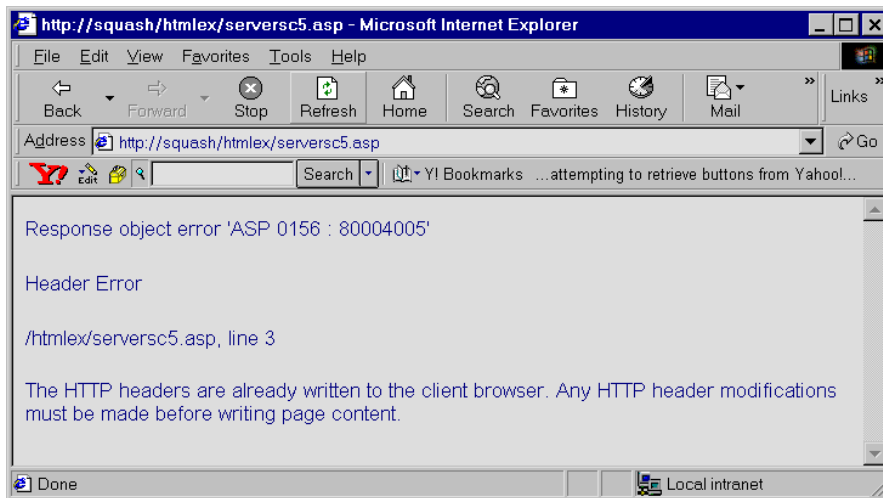 http://squash/htmlex/serversc5.asp - Microsoft Internet Explorer
File Edit View Favorites Tools Help
Back Forward Stop Refresh Home Search Favorites History Mail » Links »
Address http://squash/htmlex/serversc5.asp Go
Y! Edit Search Y! Bookmarks ...attempting to retrieve buttons from Yahoo!...
Response object error 'ASP 0156 : 80004005'
Header Error
/htmlex/serversc5.asp, line 3
The HTTP headers are already written to the client browser. Any HTTP header modifications
must be made before writing page content.
Done Local intranet